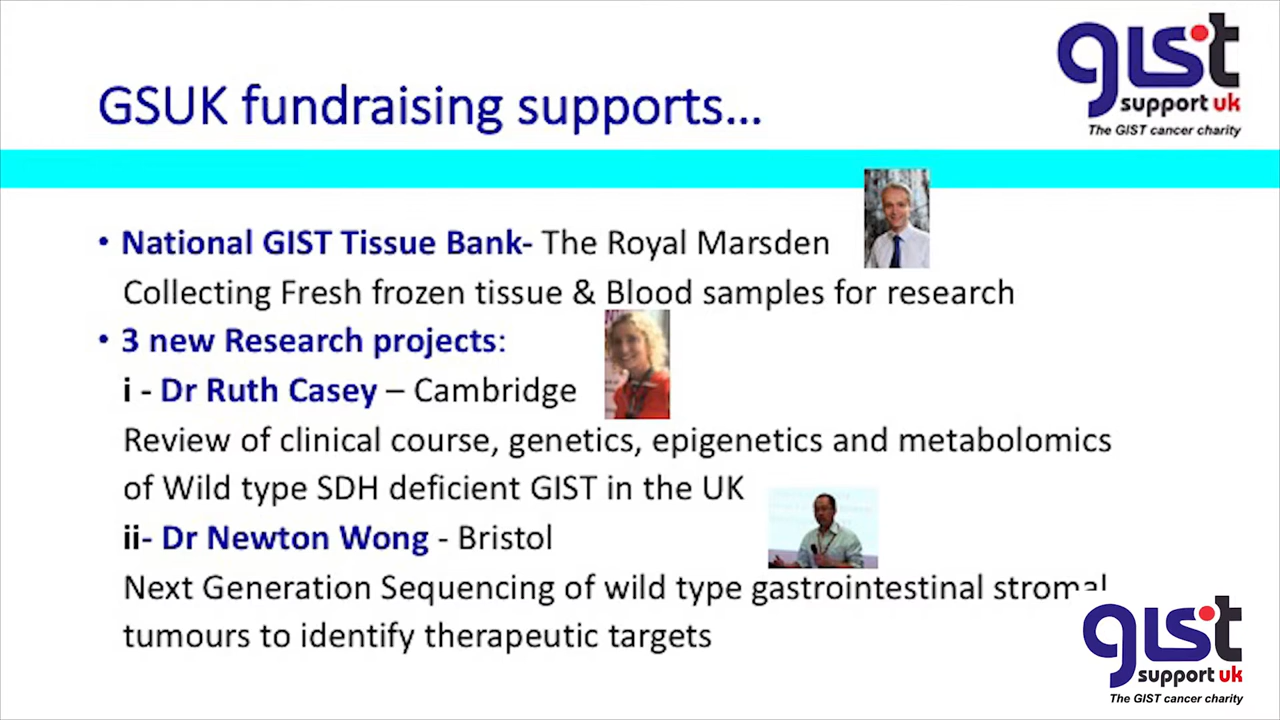 gist
support uk
The GIST cancer charity
GSUK fundraising supports...
• National GIST Tissue Bank- The Royal Marsden
Collecting Fresh frozen tissue & Blood samples for research
• 3 new Research projects:
i - Dr Ruth Casey – Cambridge
Review of clinical course, genetics, epigenetics and metabolomics
of Wild type SDH deficient GIST in the UK
ii- Dr Newton Wong - Bristol
Next Generation Sequencing of wild type gastrointestinal stromal
tumours to identify therapeutic targets
gist
support uk
The GIST cancer charity